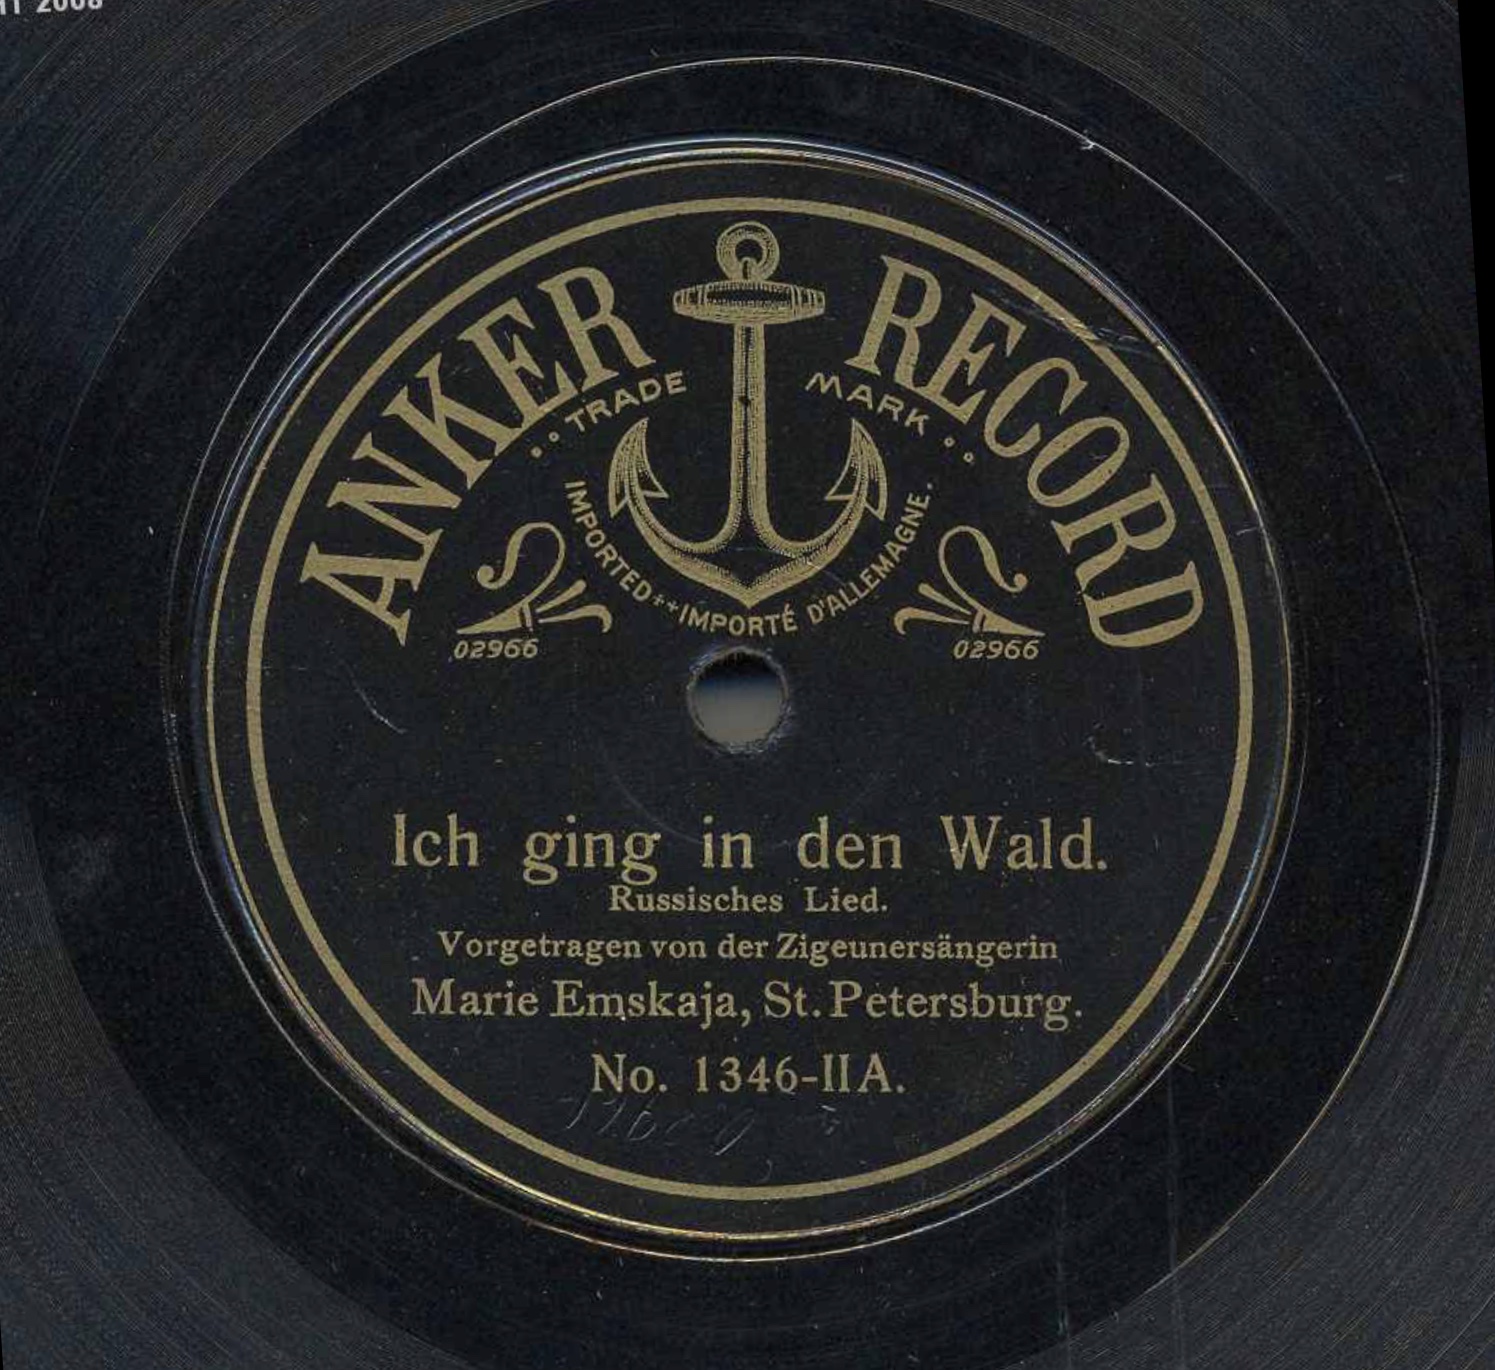 2008
ANKER RECORD
TRADE MARK
IMPORTED ++ IMPORTÉ D'ALLEMAGNE.
02966 02966
Ich ging in den Wald.
Russisches Lied.
Vorgetragen von der Zigeunersängerin
Marie Emskaja, St. Petersburg.
No. 1346-IIA.